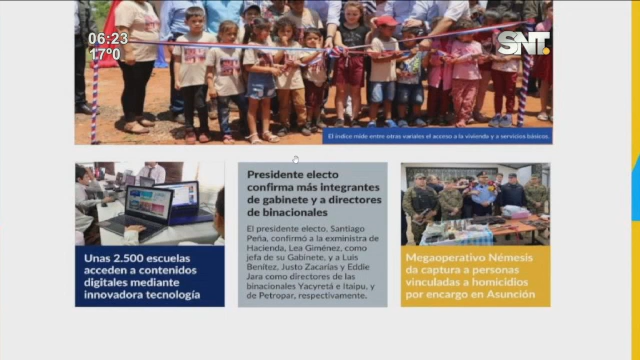 06:23
17°0
SNT.
El índice mide entre otras variales el acceso a la vivienda y a servicios básicos.
Unas 2.500 escuelas
acceden a contenidos
digitales mediante
innovadora tecnología
Presidente electo
confirma más integrantes
de gabinete y a directores
de binacionales
El presidente electo, Santiago
Peña, confirmó a la exministra de
Hacienda, Lea Giménez, como
jefa de su Gabinete, y a Luis
Benítez, Justo Zacarías y Eddie
Jara como directores de las
binacionales Yacyretá e Itaipu, y
de Petropar, respectivamente.
Megaoperativo Némesis
da captura a personas
vinculadas a homicidios
por encargo en Asunción